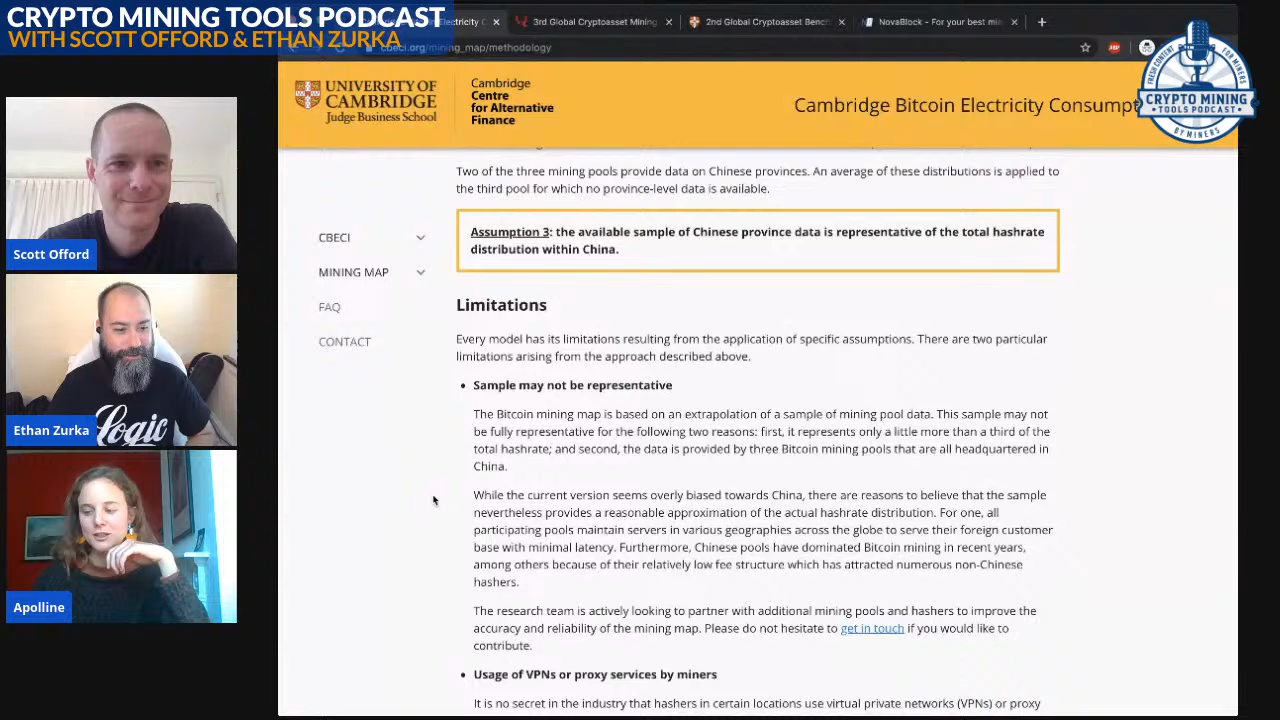 CRYPTO MINING TOOLS PODCAST
WITH SCOTT OFFORD & ETHAN ZURKA
3rd Global Cryptoasset Mining
2nd Global Cryptoasset Benc
NovaBlock - For your best min
cbeci.org/mining_map/methodology
UNIVERSITY OF
CAMBRIDGE
Judge Business School
Cambridge
Centre
for Alternative
Finance
Cambridge Bitcoin Electricity Consumpt
FRESH CONTENT
FOR MINERS
CRYPTO MINING
TOOLS PODCAST
BY MINERS
Scott Offord
Logic
Ethan Zurka
Apolline
CBECI
MINING MAP
FAQ
CONTACT
Two of the three mining pools provide data on Chinese provinces. An average of these distributions is applied to
the third pool for which no province-level data is available.
Assumption 3: the available sample of Chinese province data is representative of the total hashrate
distribution within China.
Limitations
Every model has its limitations resulting from the application of specific assumptions. There are two particular
limitations arising from the approach described above.
• Sample may not be representative
The Bitcoin mining map is based on an extrapolation of a sample of mining pool data. This sample may not
be fully representative for the following two reasons: first, it represents only a little more than a third of the
total hashrate; and second, the data is provided by three Bitcoin mining pools that are all headquartered in
China.
While the current version seems overly biased towards China, there are reasons to believe that the sample
nevertheless provides a reasonable approximation of the actual hashrate distribution. For one, all
participating pools maintain servers in various geographies across the globe to serve their foreign customer
base with minimal latency. Furthermore, Chinese pools have dominated Bitcoin mining in recent years,
among others because of their relatively low fee structure which has attracted numerous non-Chinese
hashers.
The research team is actively looking to partner with additional mining pools and hashers to improve the
accuracy and reliability of the mining map. Please do not hesitate to get in touch if you would like to
contribute.
• Usage of VPNs or proxy services by miners
It is no secret in the industry that hashers in certain locations use virtual private networks (VPNs) or proxy